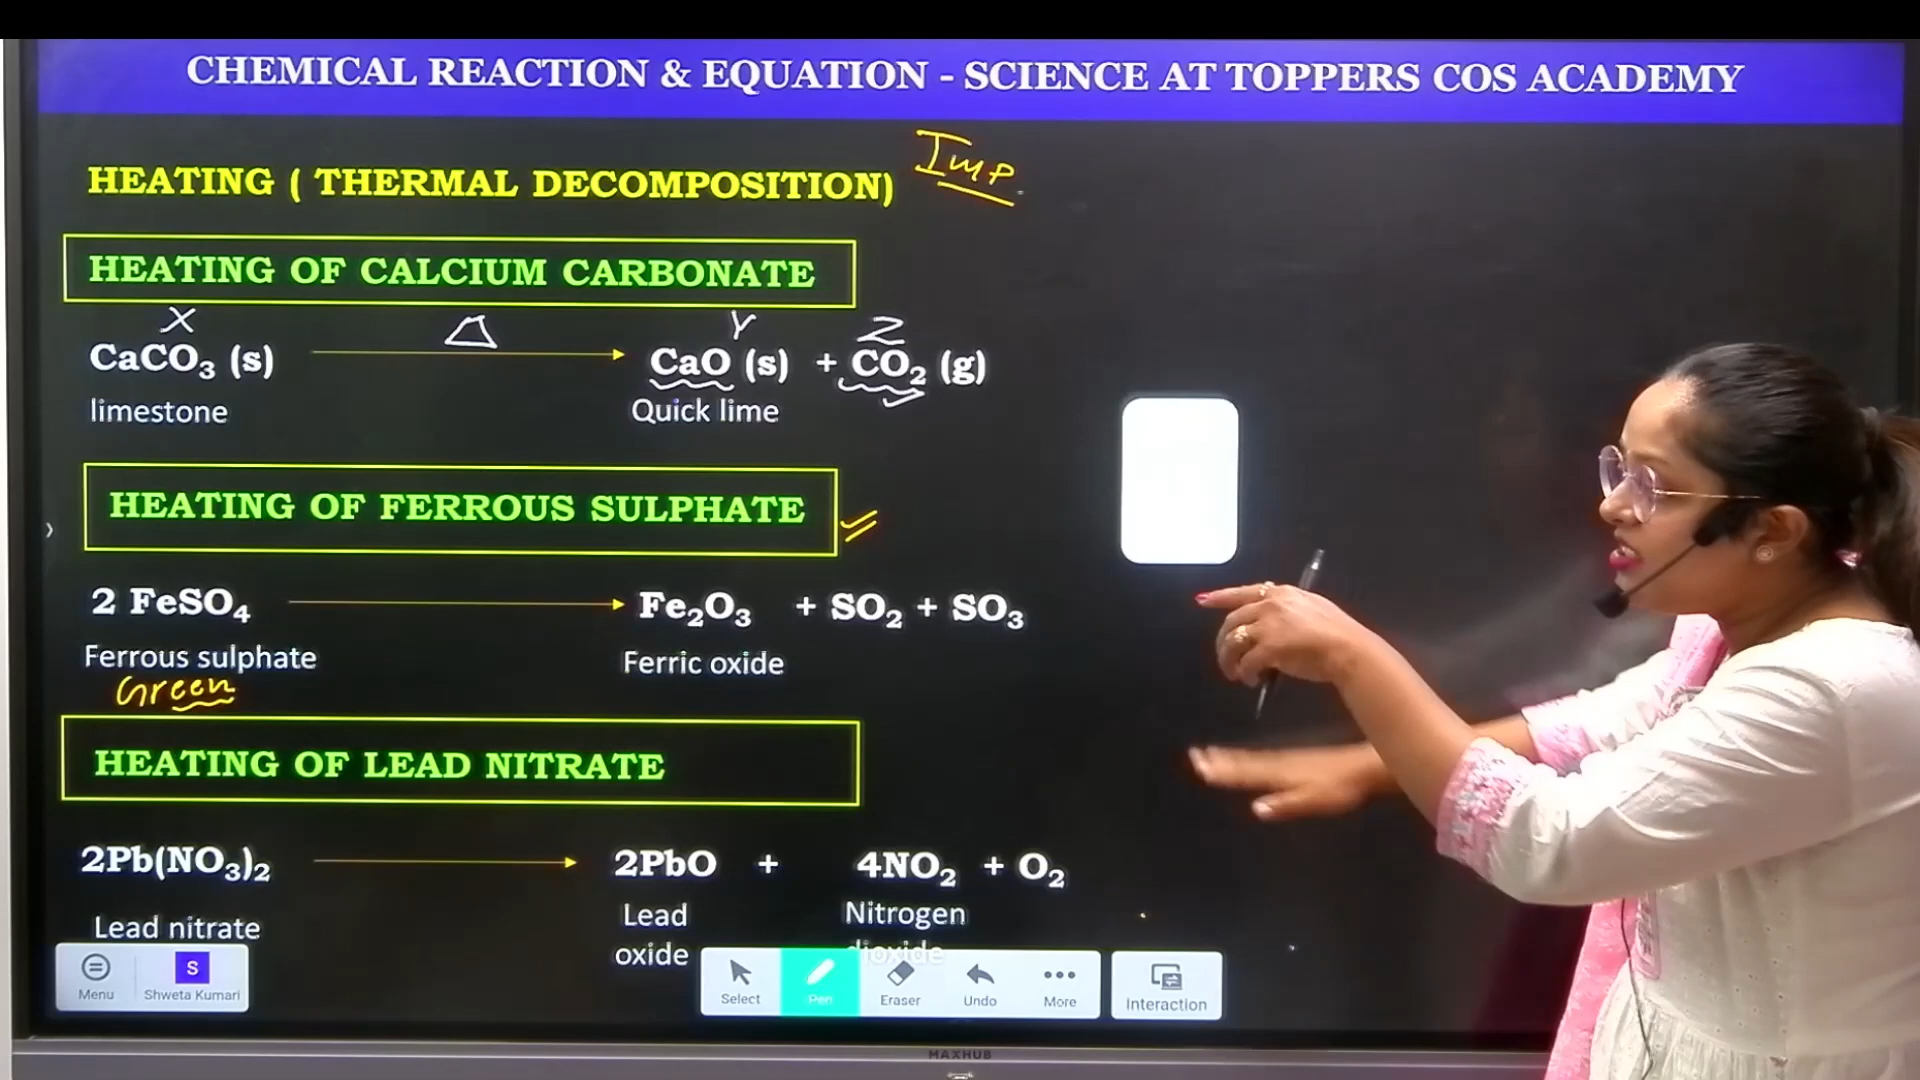 CHEMICAL REACTION & EQUATION - SCIENCE AT TOPPERS COS ACADEMY
HEATING ( THERMAL DECOMPOSITION) Imp.
HEATING OF CALCIUM CARBONATE
X △ Y Z
CaCO₃ (s) → CaO (s) + CO₂ (g)
limestone Quick lime
HEATING OF FERROUS SULPHATE
2 FeSO₄ → Fe₂O₃ + SO₂ + SO₃
Ferrous sulphate Ferric oxide
Green
HEATING OF LEAD NITRATE
2Pb(NO₃)₂ → 2PbO + 4NO₂ + O₂
Lead nitrate Lead oxide Nitrogen dioxide
S
Menu Shweta Kumari Select Pen Eraser Undo More Interaction
MAXHUB